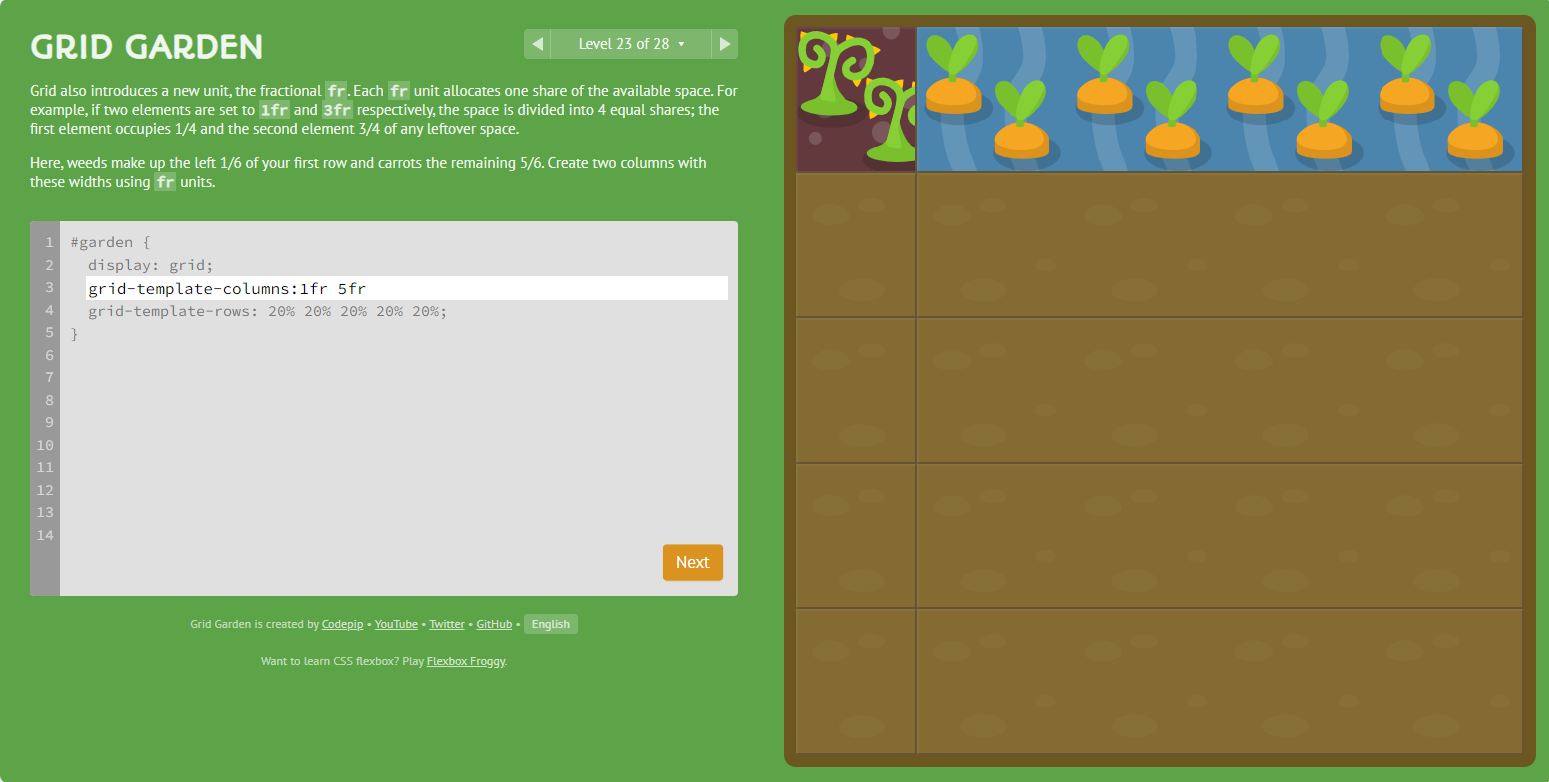 GRID GARDEN
Level 23 of 28
Grid also introduces a new unit, the fractional fr. Each fr unit allocates one share of the available space. For
example, if two elements are set to 1fr and 3fr respectively, the space is divided into 4 equal shares; the
first element occupies 1/4 and the second element 3/4 of any leftover space.
Here, weeds make up the left 1/6 of your first row and carrots the remaining 5/6. Create two columns with
these widths using fr units.
1 #garden {
2 display: grid;
3 grid-template-columns:1fr 5fr
4 grid-template-rows: 20% 20% 20% 20% 20%;
5 }
6
7
8
9
10
11
12
13
14
Next
Grid Garden is created by Codepip • YouTube • Twitter • GitHub • English
Want to learn CSS flexbox? Play Flexbox Froggy.